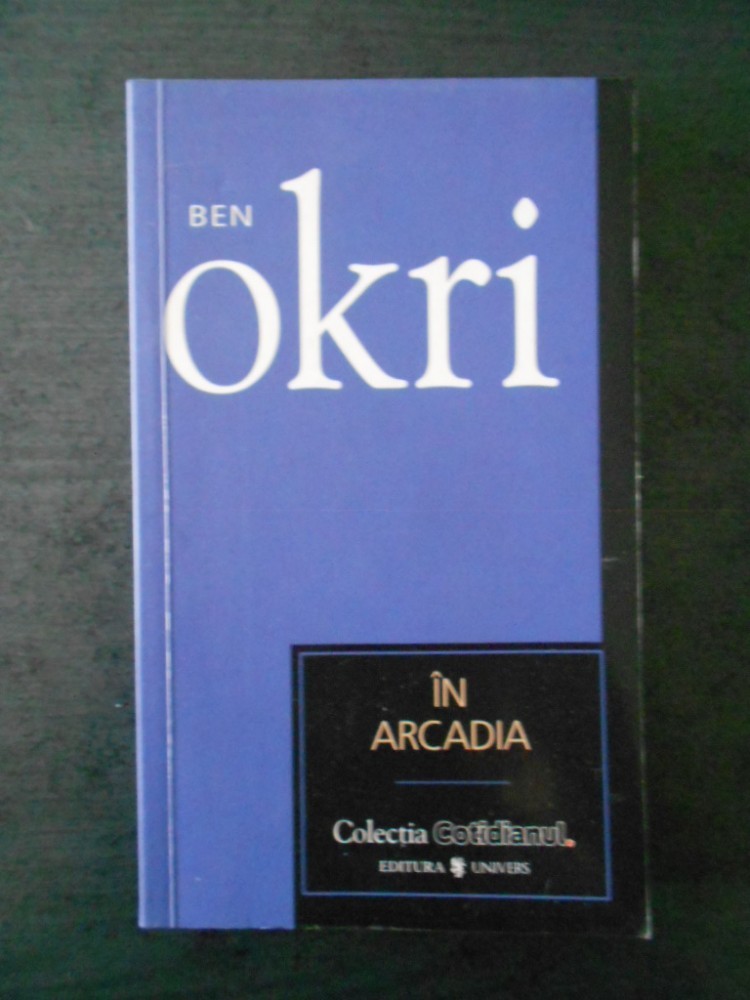 BEN
okri
ÎN
ARCADIA
Colecția Cotidianul.
EDITURA UNIVERS